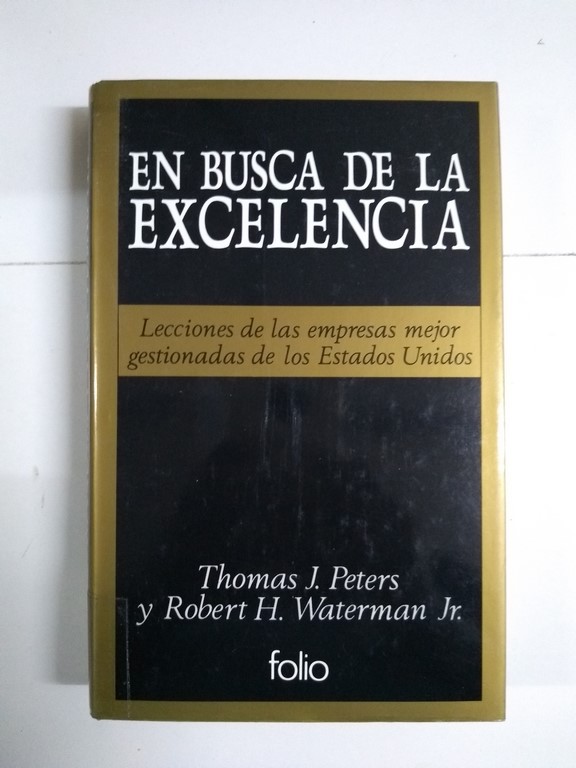 EN BUSCA DE LA
EXCELENCIA
Lecciones de las empresas mejor
gestionadas de los Estados Unidos
Thomas J. Peters
y Robert H. Waterman Jr.
folio